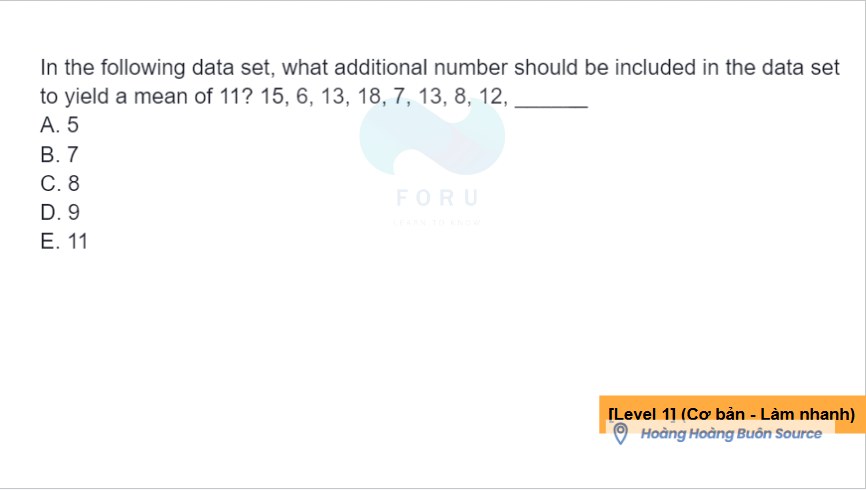 In the following data set, what additional number should be included in the data set
to yield a mean of 11? 15, 6, 13, 18, 7, 13, 8, 12, ______
A. 5
B. 7
C. 8
D. 9
E. 11
FORU
[Level 1] (Cơ bản - Làm nhanh)
Hoàng Hoàng Buôn Source